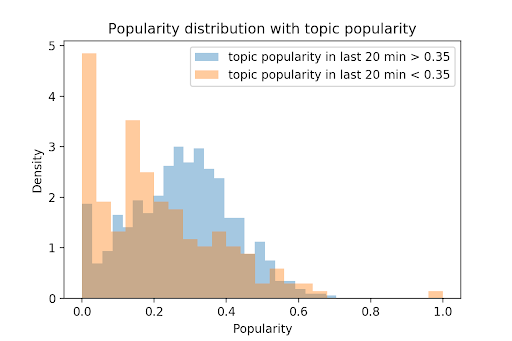 Popularity distribution with topic popularity
topic popularity in last 20 min > 0.35
topic popularity in last 20 min < 0.35
5
4
3
2
1
0
Density
0.0 0.2 0.4 0.6 0.8 1.0
Popularity